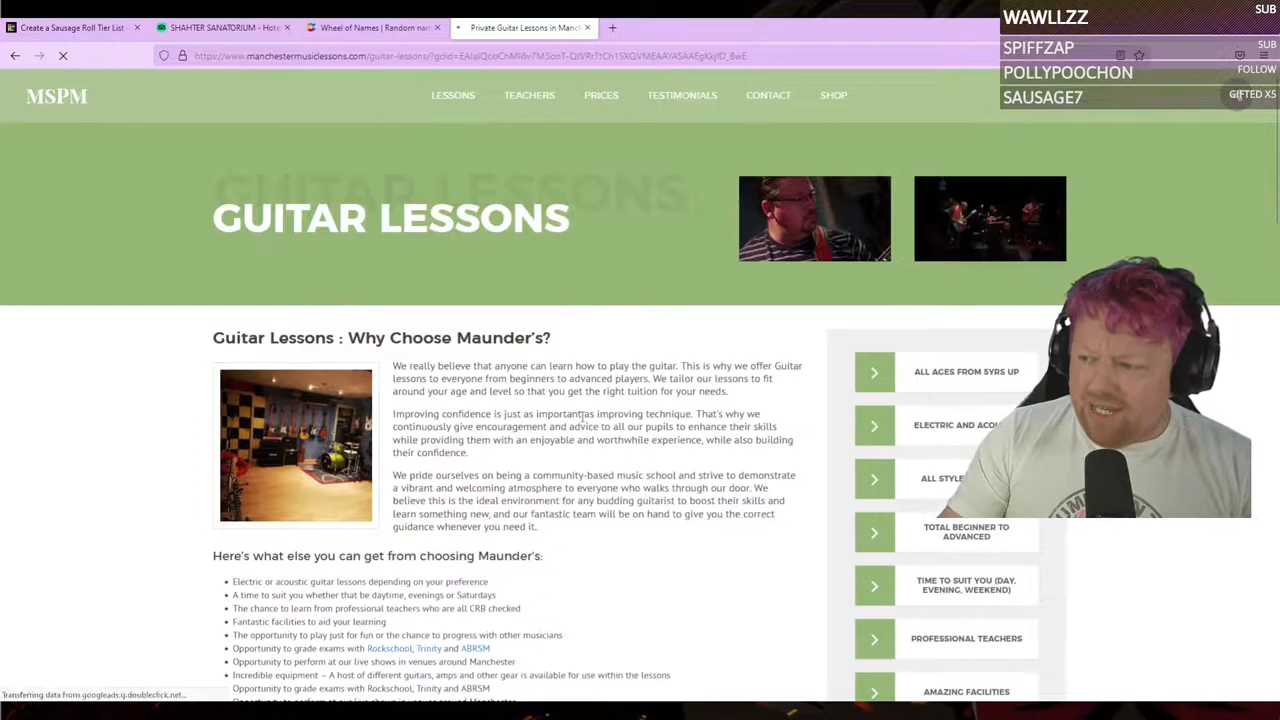 WAWLLZZ SUB
SPIFFZAP SUB
POLLYPOOCHON FOLLOW
SAUSAGE7 GIFTED X5
Create a Sausage Roll Tier List -
SHAHTER SANATORIUM - Hote
Wheel of Names | Random nam
Private Guitar Lessons in Manch
MSPM
LESSONS TEACHERS PRICES TESTIMONIALS CONTACT SHOP
GUITAR LESSONS
GUITAR LESSONS
Guitar Lessons : Why Choose Maunder's?
We really believe that anyone can learn how to play the guitar. This is why we offer Guitar
lessons to everyone from beginners to advanced players. We tailor our lessons to fit
around your age and level so that you get the right tuition for your needs.
Improving confidence is just as important as improving technique. That's why we
continuously give encouragement and advice to all our pupils to enhance their skills
while providing them with an enjoyable and worthwhile experience, while also building
their confidence.
We pride ourselves on being a community-based music school and strive to demonstrate
a vibrant and welcoming atmosphere to everyone who walks through our door. We
believe this is the ideal environment for any budding guitarist to boost their skills and
learn something new, and our fantastic team will be on hand to give you the correct
guidance whenever you need it.
Here's what else you can get from choosing Maunder's:
Electric or acoustic guitar lessons depending on your preference
A time to suit you whether that be daytime, evenings or Saturdays
The chance to learn from professional teachers who are all CRB checked
Fantastic facilities to aid your learning
The opportunity to play just for fun or the chance to progress with other musicians
Opportunity to grade exams with Rockschool, Trinity and ABRSM
Opportunity to perform at our live shows in venues around Manchester
Incredible equipment – A host of different guitars, amps and other gear is available for use within the lessons
Opportunity to grade exams with Rockschool, Trinity and ABRSM
ALL AGES FROM 5YRS UP
ELECTRIC AND
ALL
TOTAL BEGINNER TO
ADVANCED
TIME TO SUIT YOU (DAY,
EVENING, WEEKEND)
PROFESSIONAL TEACHERS
AMAZING FACILITIES
Transferring data from googleads.g.doubleclick.net...